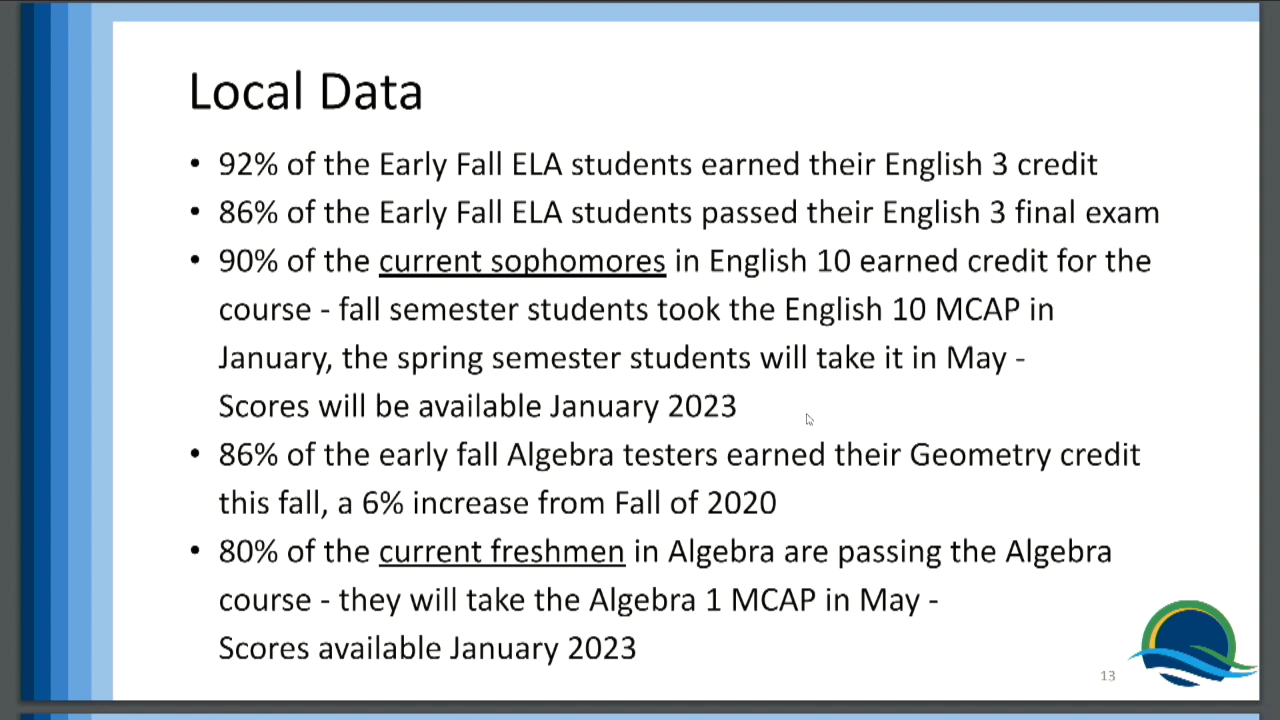 Local Data
• 92% of the Early Fall ELA students earned their English 3 credit
• 86% of the Early Fall ELA students passed their English 3 final exam
• 90% of the current sophomores in English 10 earned credit for the
course - fall semester students took the English 10 MCAP in
January, the spring semester students will take it in May -
Scores will be available January 2023
• 86% of the early fall Algebra testers earned their Geometry credit
this fall, a 6% increase from Fall of 2020
• 80% of the current freshmen in Algebra are passing the Algebra
course - they will take the Algebra 1 MCAP in May -
Scores available January 2023
13